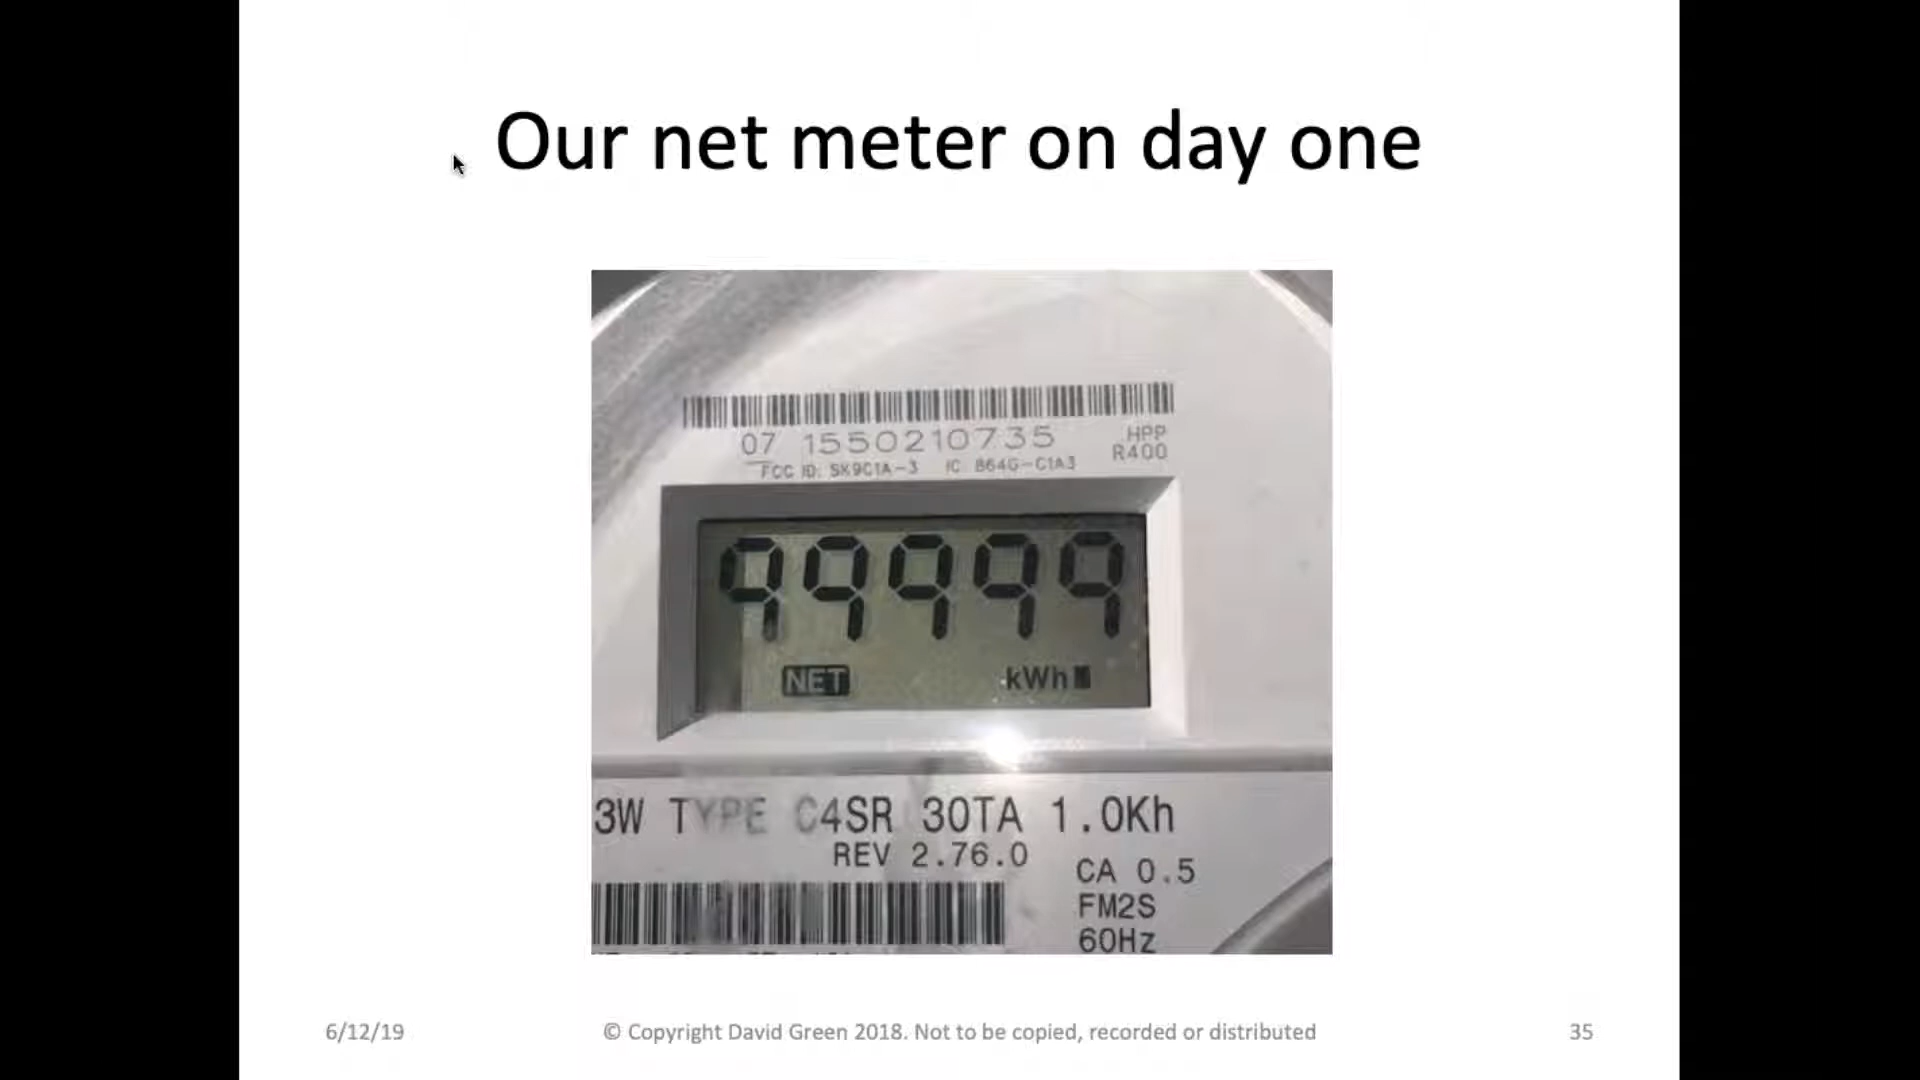 Our net meter on day one
07 1550210735
HPP
R400
FCC ID: SK9C1A-3 IC 864G-C1A3
99999
NET kWh
3W TYPE C4SR 30TA 1.0Kh
REV 2.76.0
CA 0.5
FM2S
60Hz
6/12/19 © Copyright David Green 2018. Not to be copied, recorded or distributed 35